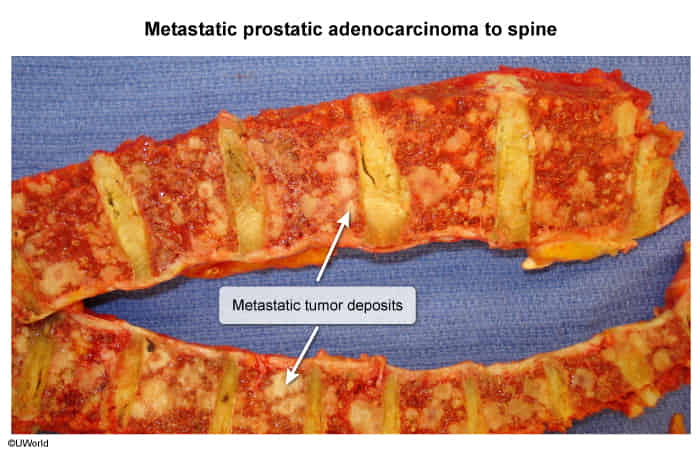 Metastatic prostatic adenocarcinoma to spine
Metastatic tumor deposits
©UWorld